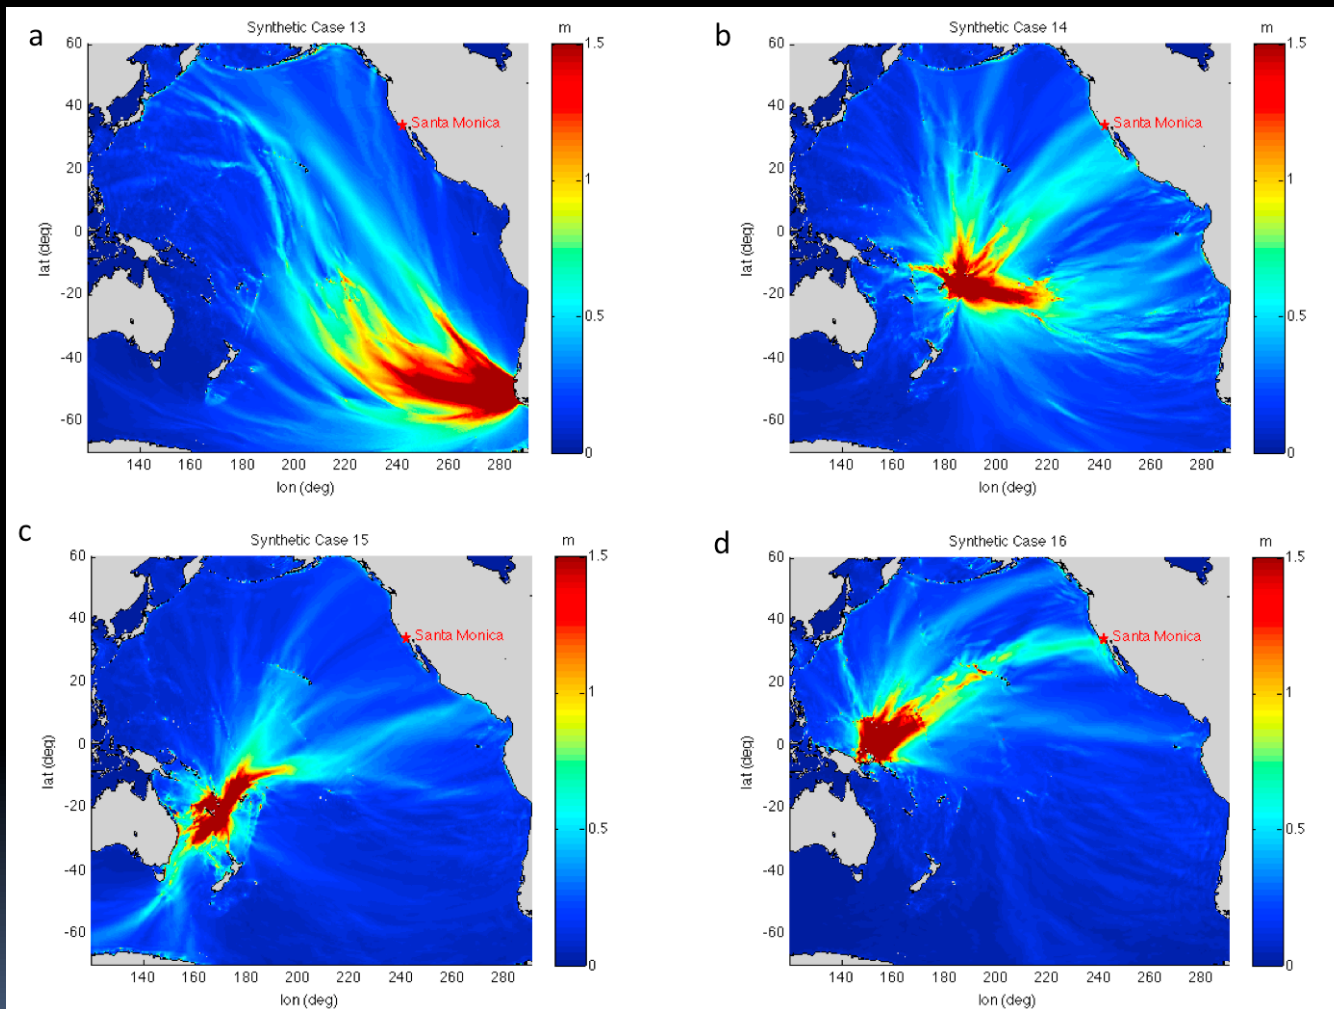 a
Synthetic Case 13
m
60
40
20
0
-20
-40
-60
lat (deg)
140 160 180 200 220 240 260 280
lon (deg)
Santa Monica
1.5
1
0.5
0
b
Synthetic Case 14
m
60
40
20
0
-20
-40
-60
lat (deg)
140 160 180 200 220 240 260 280
lon (deg)
Santa Monica
1.5
1
0.5
0
c
Synthetic Case 15
m
60
40
20
0
-20
-40
-60
lat (deg)
140 160 180 200 220 240 260 280
lon (deg)
Santa Monica
1.5
1
0.5
0
d
Synthetic Case 16
m
60
40
20
0
-20
-40
-60
lat (deg)
140 160 180 200 220 240 260 280
lon (deg)
Santa Monica
1.5
1
0.5
0